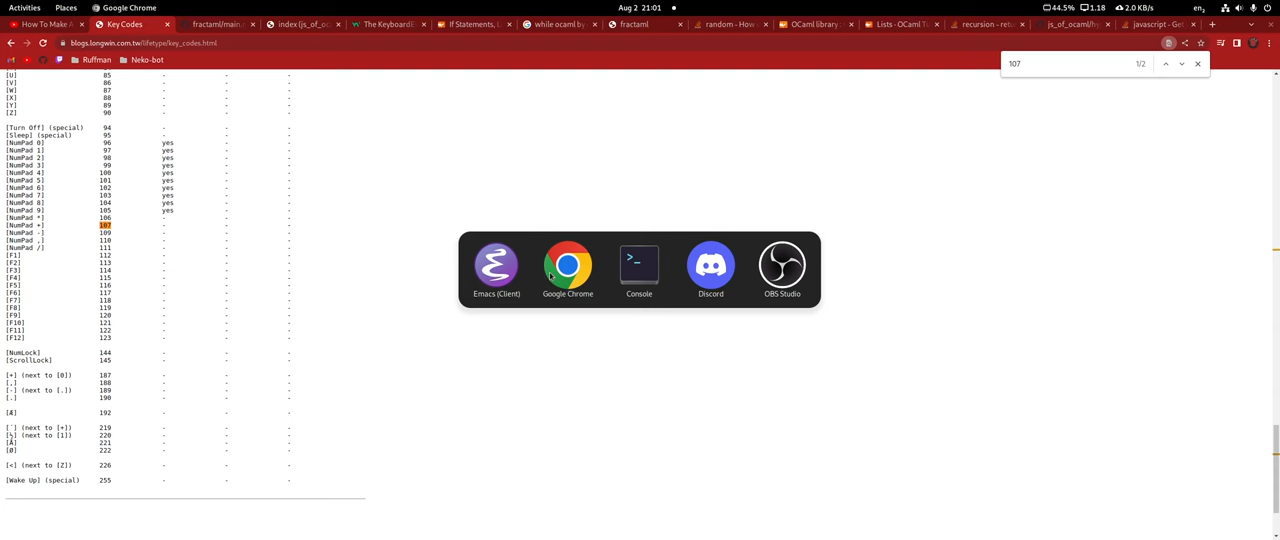 Activities Places Google Chrome Aug 2 21:01 44.5% 1.18 2.0 KB/s en₂
How To Make A Key Codes fractaml/main. index (js_of_oc The KeyboardE If Statements, L while ocaml by fractaml random - How OCaml library Lists - OCaml Tu recursion - retu js_of_ocaml/ty javascript - Get
blogs.longwin.com.tw/lifetype/key_codes.html
Ruffman Neko-bot
107 1/2
[U] 85 - - -
[V] 86 - - -
[W] 87 - - -
[X] 88 - - -
[Y] 89 - - -
[Z] 90 - - -
[Turn Off] (special) 94 - - -
[Sleep] (special) 95 - - -
[NumPad 0] 96 yes - -
[NumPad 1] 97 yes - -
[NumPad 2] 98 yes - -
[NumPad 3] 99 yes - -
[NumPad 4] 100 yes - -
[NumPad 5] 101 yes - -
[NumPad 6] 102 yes - -
[NumPad 7] 103 yes - -
[NumPad 8] 104 yes - -
[NumPad 9] 105 yes - -
[NumPad *] 106 - - -
[NumPad +] 107 - - -
[NumPad -] 109 - - -
[NumPad ,] 110 - - -
[NumPad /] 111 - - -
[F1] 112 - - -
[F2] 113 - - -
[F3] 114 - - -
[F4] 115 - - -
[F5] 116 - - -
[F6] 117 - - -
[F7] 118 - - -
[F8] 119 - - -
[F9] 120 - - -
[F10] 121 - - -
[F11] 122 - - -
[F12] 123 - - -
[NumLock] 144 - - -
[ScrollLock] 145 - - -
[+] (next to [0]) 187 - - -
[,] 188 - - -
[-] (next to [.]) 189 - - -
[.] 190 - - -
[Æ] 192 - - -
[¨] (next to [+]) 219 - - -
[½] (next to [1]) 220 - - -
[Å] 221 - - -
[Ø] 222 - - -
[<] (next to [Z]) 226 - - -
[Wake Up] (special) 255 - - -
Emacs (Client) Google Chrome Console Discord OBS Studio